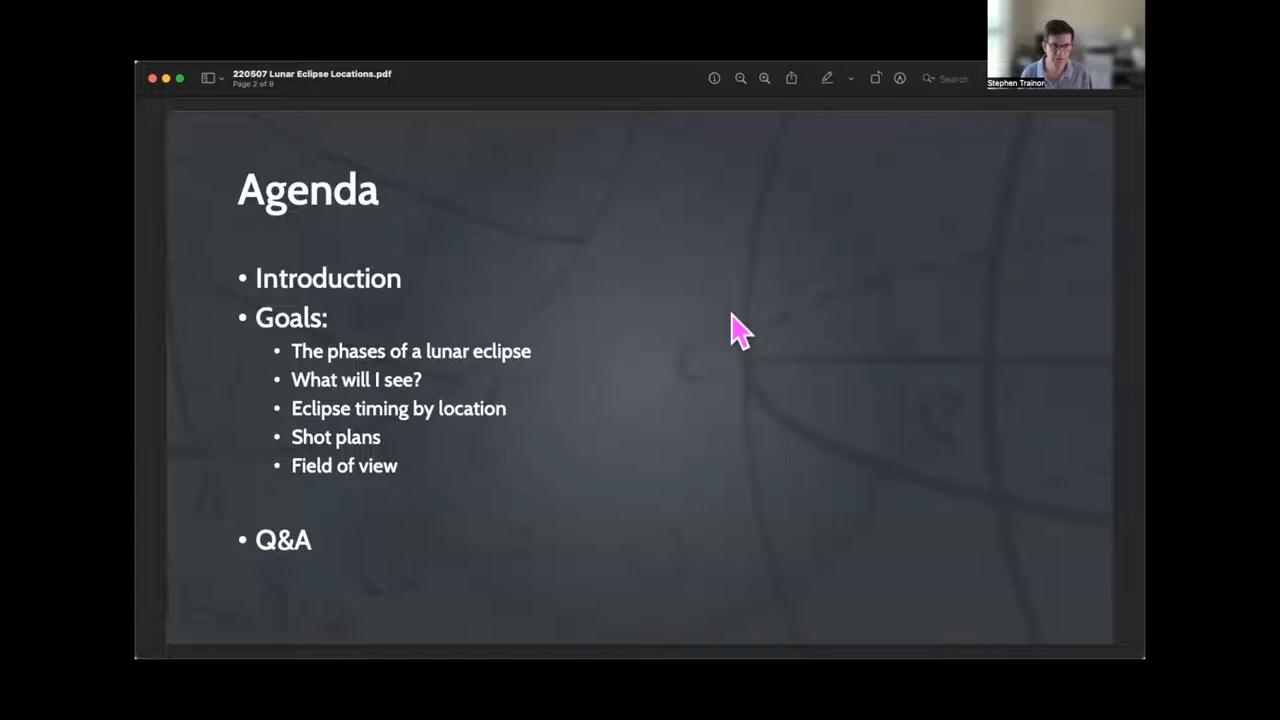 220507 Lunar Eclipse Locations.pdf
Page 2 of 9
Search
Stephen Trainor
Agenda
• Introduction
• Goals:
• The phases of a lunar eclipse
• What will I see?
• Eclipse timing by location
• Shot plans
• Field of view
• Q&A